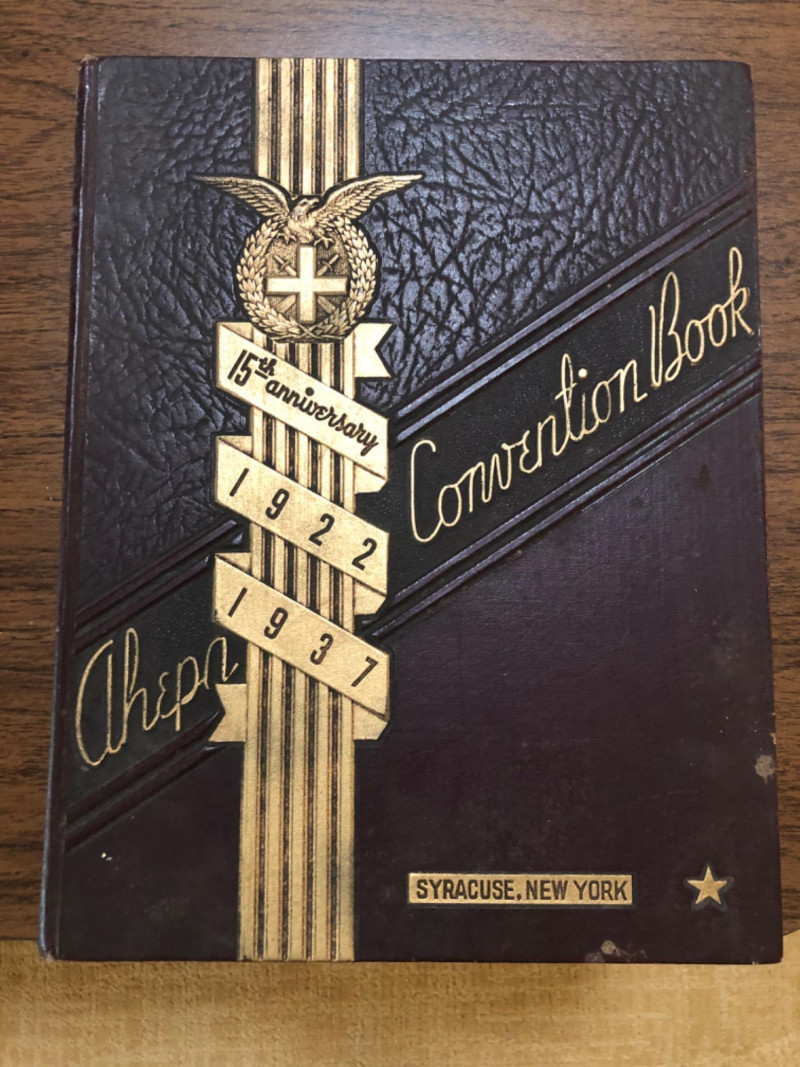 15th anniversary
1922
1937
Ahepa
Convention Book
SYRACUSE, NEW YORK